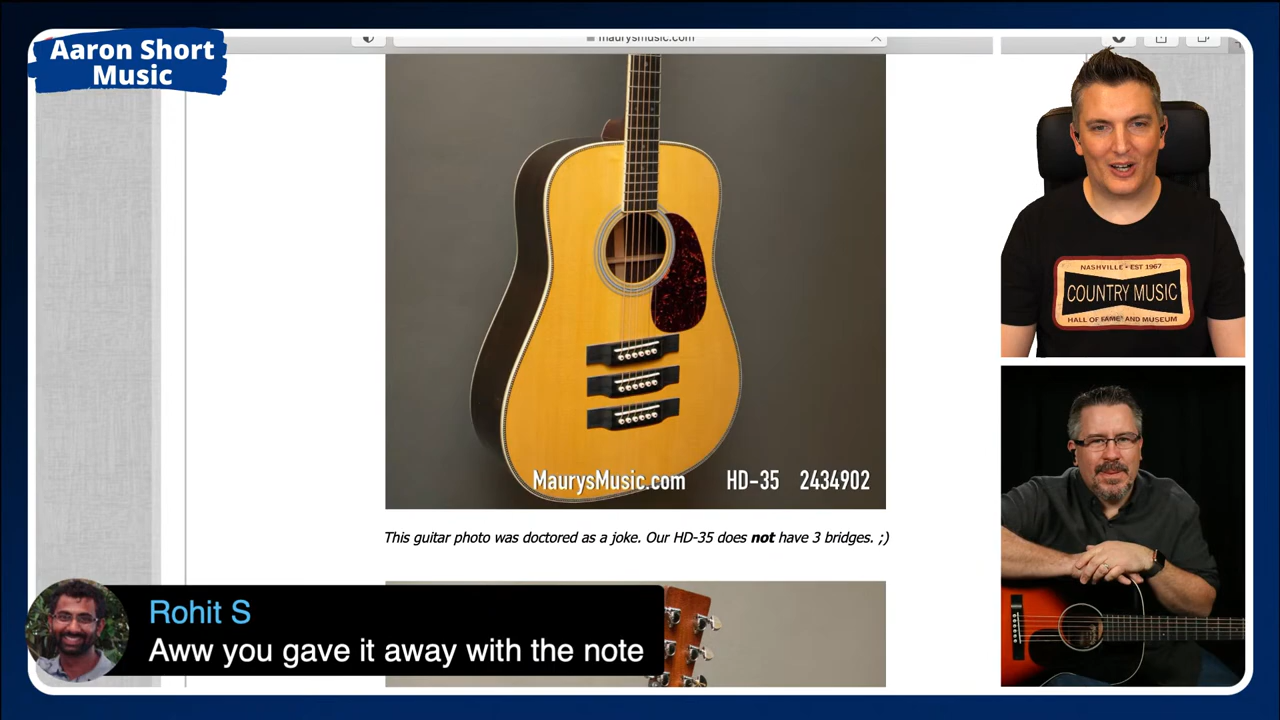 Aaron Short
Music
maurysmusic.com
NASHVILLE • EST 1967
COUNTRY MUSIC
HALL OF FAME® AND MUSEUM
MaurysMusic.com HD-35 2434902
This guitar photo was doctored as a joke. Our HD-35 does not have 3 bridges. ;)
Rohit S
Aww you gave it away with the note